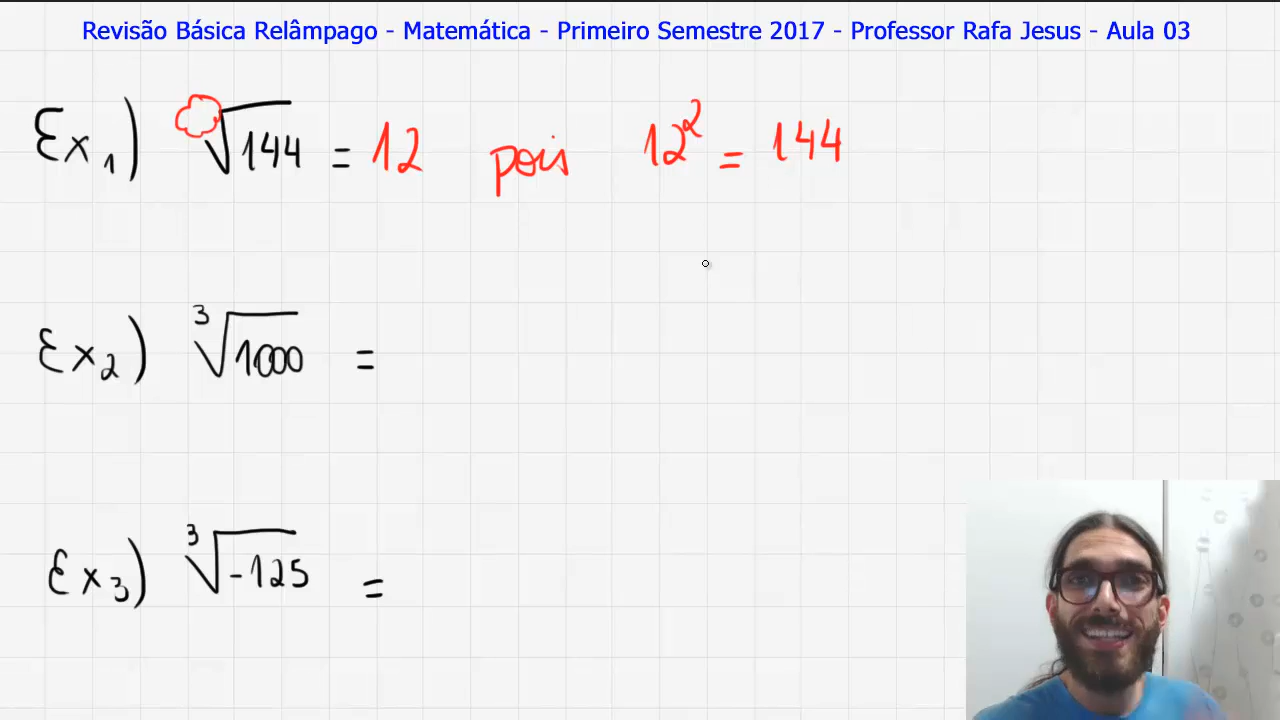 Revisão Básica Relâmpago - Matemática - Primeiro Semestre 2017 - Professor Rafa Jesus - Aula 03
Ex₁) √144 = 12 pois 12² = 144
Ex₂) ³√1000 =
Ex₃) ³√-125 =